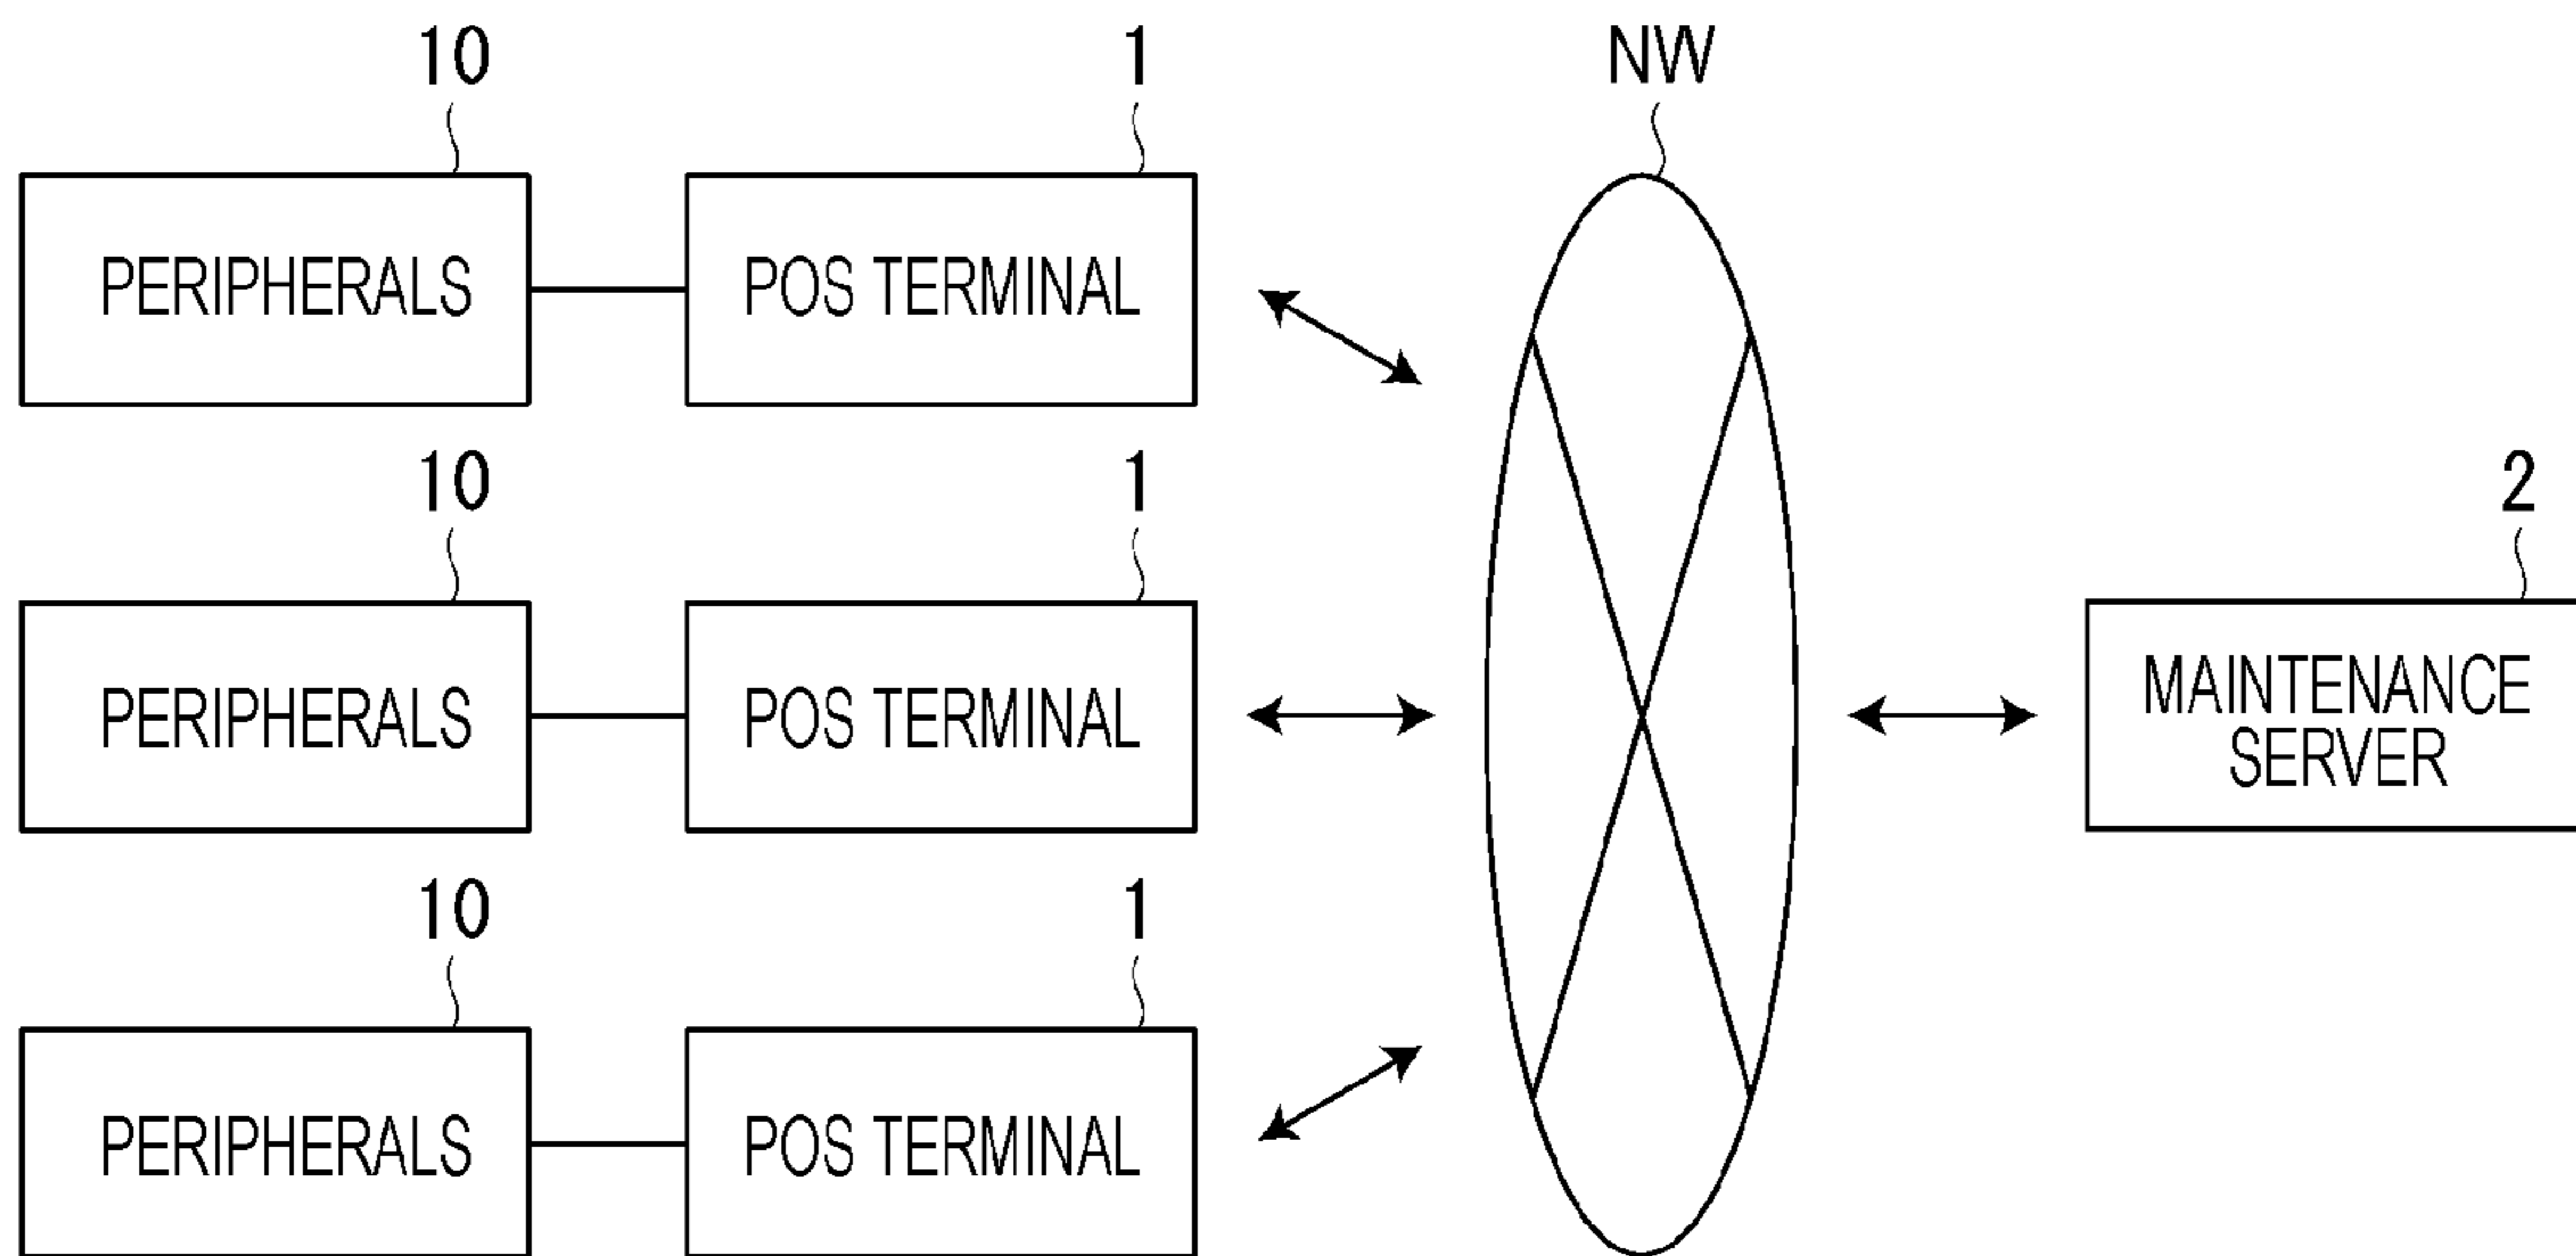 10
1
NW
PERIPHERALS
POS TERMINAL
10
1
2
PERIPHERALS
POS TERMINAL
MAINTENANCE
SERVER
10
1
PERIPHERALS
POS TERMINAL